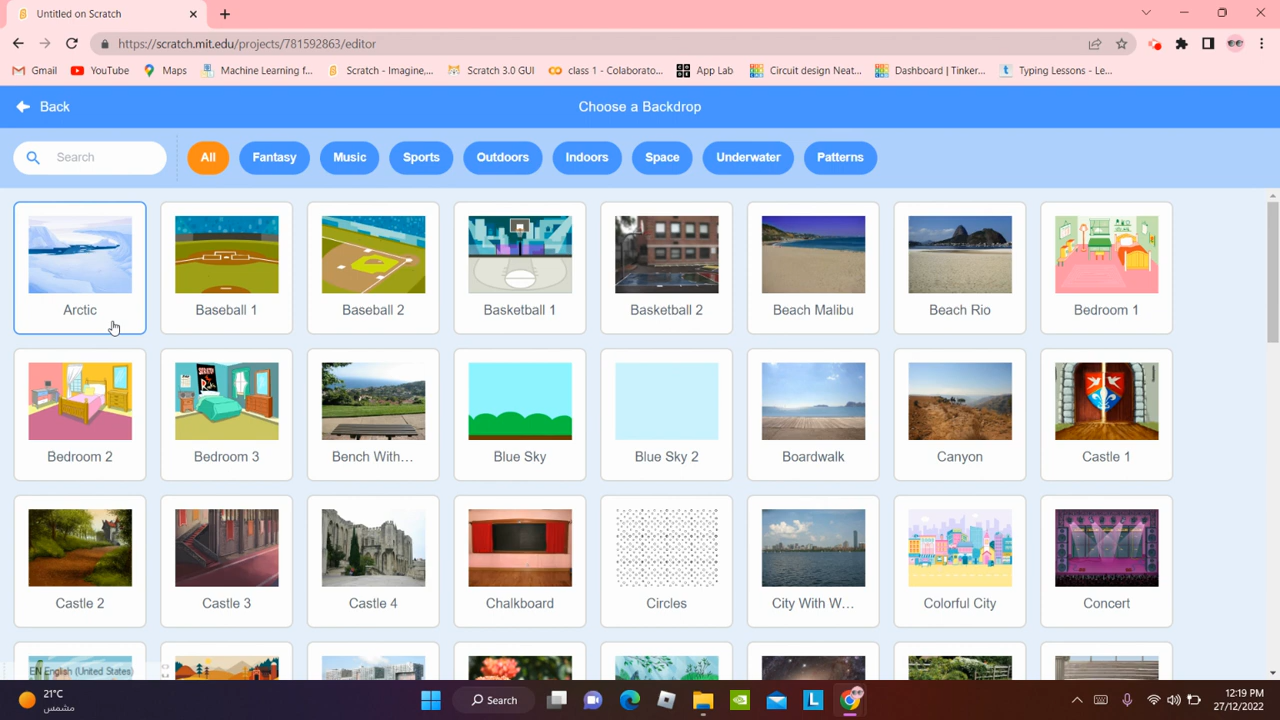 Untitled on Scratch
https://scratch.mit.edu/projects/781592863/editor
Gmail YouTube Maps Machine Learning f... Scratch - Imagine,... Scratch 3.0 GUI class 1 - Colaborato... App Lab Circuit design Neat... Dashboard | Tinker... Typing Lessons - Le...
Back Choose a Backdrop
Search All Fantasy Music Sports Outdoors Indoors Space Underwater Patterns
Arctic Baseball 1 Baseball 2 Basketball 1 Basketball 2 Beach Malibu Beach Rio Bedroom 1
Bedroom 2 Bedroom 3 Bench With... Blue Sky Blue Sky 2 Boardwalk Canyon Castle 1
Castle 2 Castle 3 Castle 4 Chalkboard Circles City With W... Colorful City Concert
EN English (United States)
21°C
مشمس
Search
12:19 PM
27/12/2022